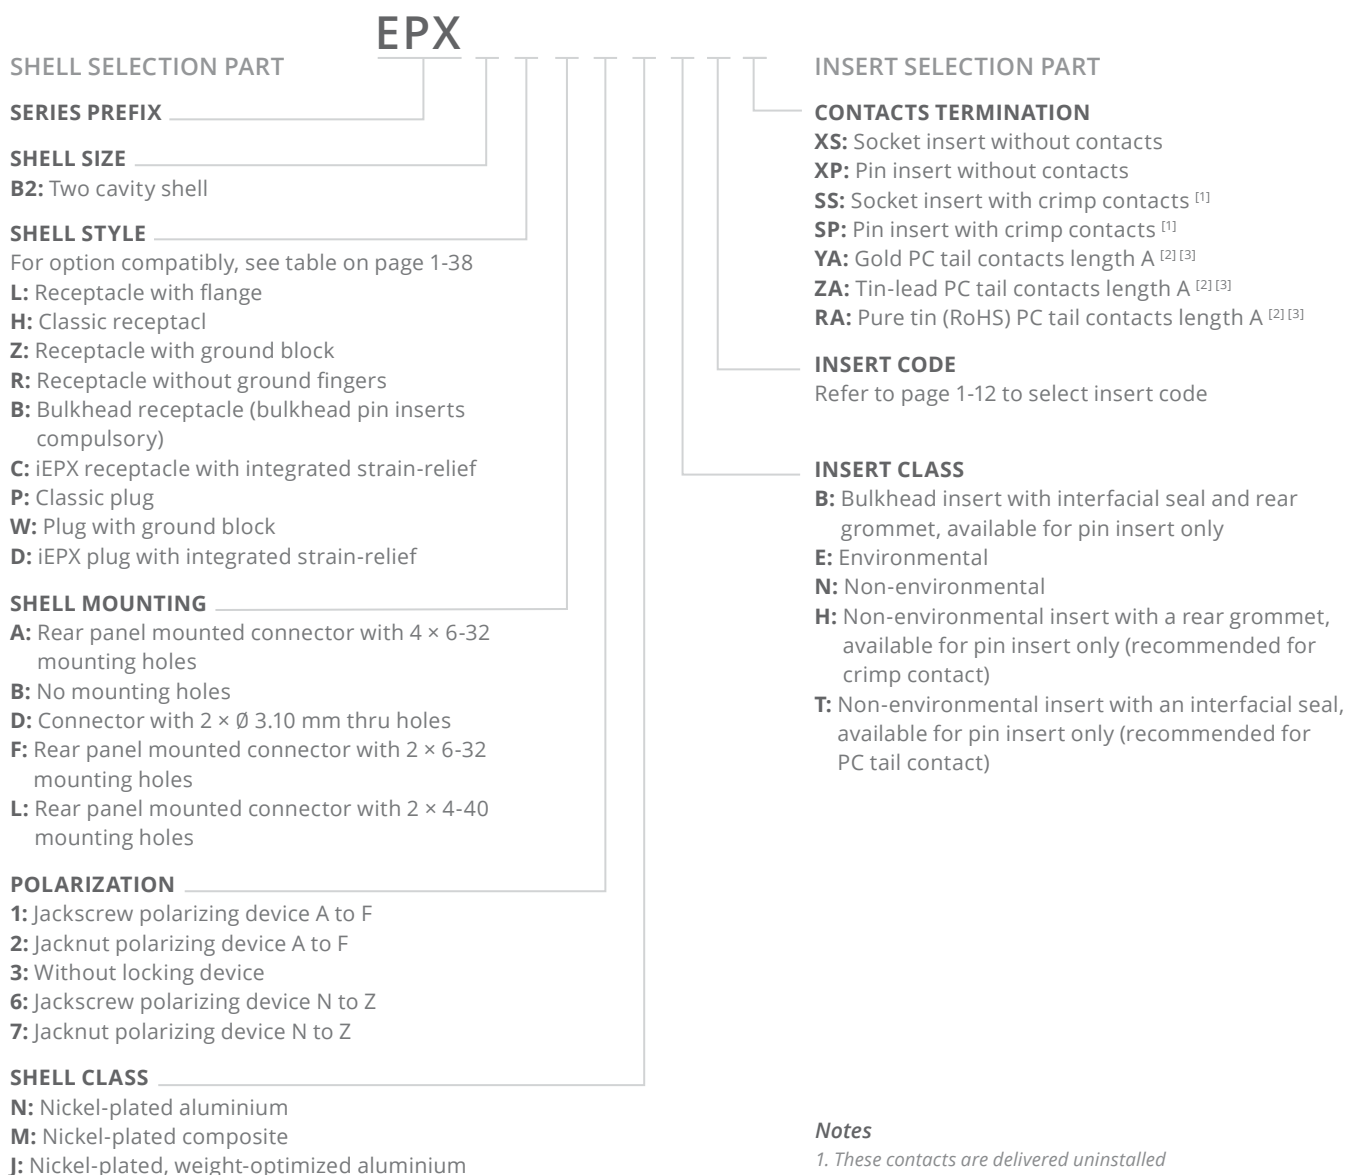 EPX
SHELL SELECTION PART
SERIES PREFIX
SHELL SIZE
B2: Two cavity shell
SHELL STYLE
For option compatibly, see table on page 1-38
L: Receptacle with flange
H: Classic receptacl
Z: Receptacle with ground block
R: Receptacle without ground fingers
B: Bulkhead receptacle (bulkhead pin inserts
compulsory)
C: iEPX receptacle with integrated strain-relief
P: Classic plug
W: Plug with ground block
D: iEPX plug with integrated strain-relief
SHELL MOUNTING
A: Rear panel mounted connector with 4 × 6-32
mounting holes
B: No mounting holes
D: Connector with 2 × Ø 3.10 mm thru holes
F: Rear panel mounted connector with 2 × 6-32
mounting holes
L: Rear panel mounted connector with 2 × 4-40
mounting holes
POLARIZATION
1: Jackscrew polarizing device A to F
2: Jacknut polarizing device A to F
3: Without locking device
6: Jackscrew polarizing device N to Z
7: Jacknut polarizing device N to Z
SHELL CLASS
N: Nickel-plated aluminium
M: Nickel-plated composite
J: Nickel-plated, weight-optimized aluminium
INSERT SELECTION PART
CONTACTS TERMINATION
XS: Socket insert without contacts
XP: Pin insert without contacts
SS: Socket insert with crimp contacts [1]
SP: Pin insert with crimp contacts [1]
YA: Gold PC tail contacts length A [2] [3]
ZA: Tin-lead PC tail contacts length A [2] [3]
RA: Pure tin (RoHS) PC tail contacts length A [2] [3]
INSERT CODE
Refer to page 1-12 to select insert code
INSERT CLASS
B: Bulkhead insert with interfacial seal and rear
grommet, available for pin insert only
E: Environmental
N: Non-environmental
H: Non-environmental insert with a rear grommet,
available for pin insert only (recommended for
crimp contact)
T: Non-environmental insert with an interfacial seal,
available for pin insert only (recommended for
PC tail contact)
Notes
1. These contacts are delivered uninstalled